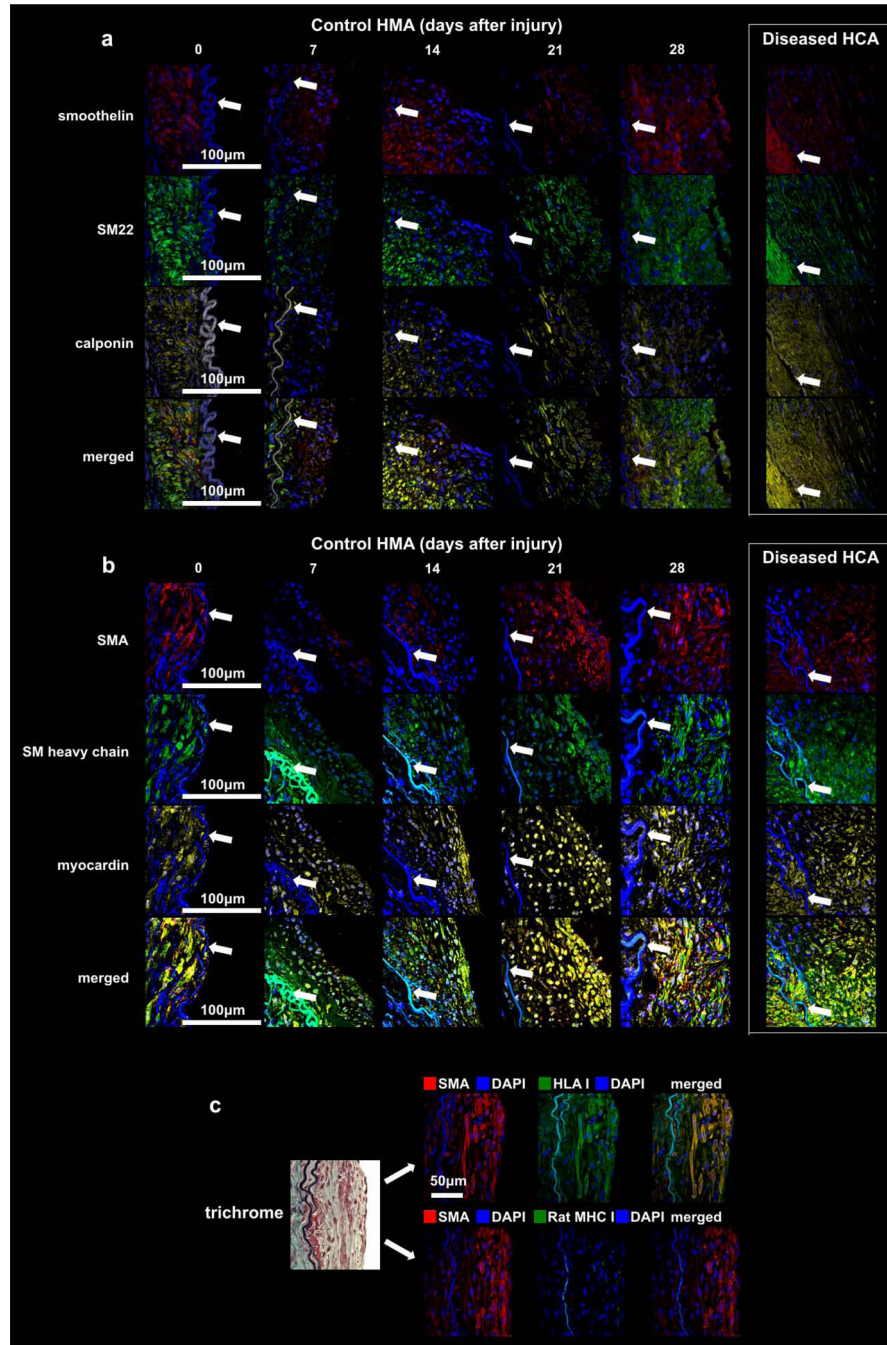 a
Control HMA (days after injury)
0 7 14 21 28
Diseased HCA
smoothelin
100µm
SM22
100µm
calponin
100µm
merged
100µm
b
Control HMA (days after injury)
0 7 14 21 28
Diseased HCA
SMA
100µm
SM heavy chain
100µm
myocardin
100µm
merged
100µm
c
SMA DAPI HLA I DAPI merged
50µm
trichrome
SMA DAPI Rat MHC I DAPI merged